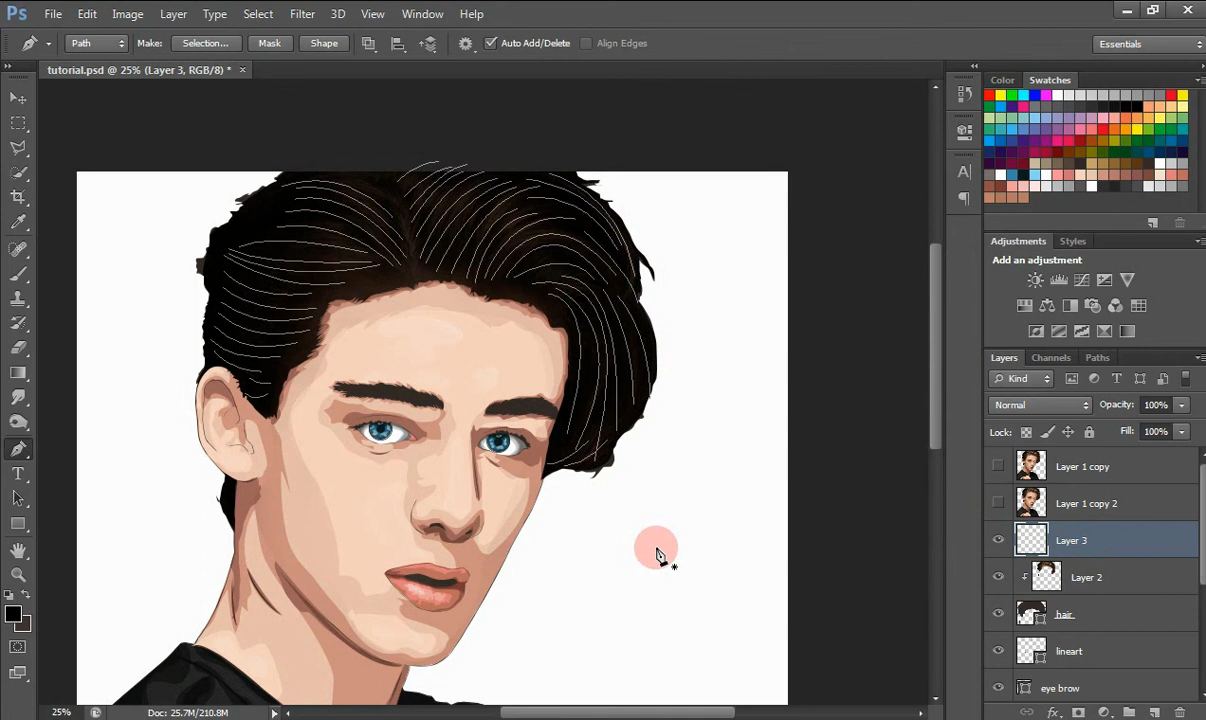 Ps File Edit Image Layer Type Select Filter 3D View Window Help
Path Make: Selection... Mask Shape Auto Add/Delete Align Edges Essentials
tutorial.psd @ 25% (Layer 3, RGB/8) *
Color Swatches
Adjustments Styles
Add an adjustment
Layers Channels Paths
Kind
Normal Opacity: 100%
Lock: Fill: 100%
Layer 1 copy
Layer 1 copy 2
Layer 3
Layer 2
hair
lineart
eye brow
25% Doc: 25.7M/210.8M